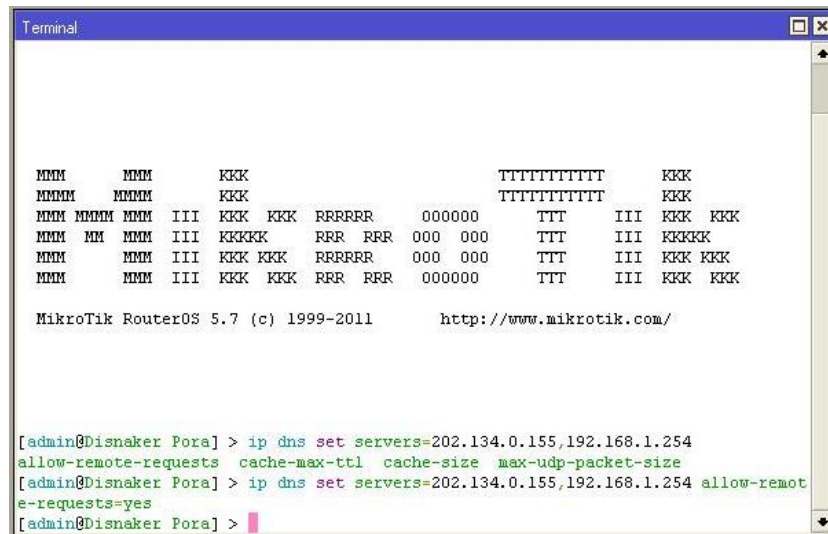 Terminal
MMM      MMM       KKK                          TTTTTTTTTTT      KKK
MMMM    MMMM       KKK                          TTTTTTTTTTT      KKK
MMM MMMM MMM  III  KKK  KKK  RRRRRR    000000      TTT     III  KKK  KKK
MMM  MM  MMM  III  KKKKK     RRR  RRR  000  000     TTT     III  KKKKK
MMM      MMM  III  KKK KKK   RRRRRR    000  000     TTT     III  KKK KKK
MMM      MMM  III  KKK  KKK  RRR  RRR  000000      TTT     III  KKK  KKK
MikroTik RouterOS 5.7 (c) 1999-2011       http://www.mikrotik.com/
[admin@Disnaker Pora] > ip dns set servers=202.134.0.155,192.168.1.254
allow-remote-requests  cache-max-ttl  cache-size  max-udp-packet-size
[admin@Disnaker Pora] > ip dns set servers=202.134.0.155,192.168.1.254 allow-remot
e-requests=yes
[admin@Disnaker Pora] >